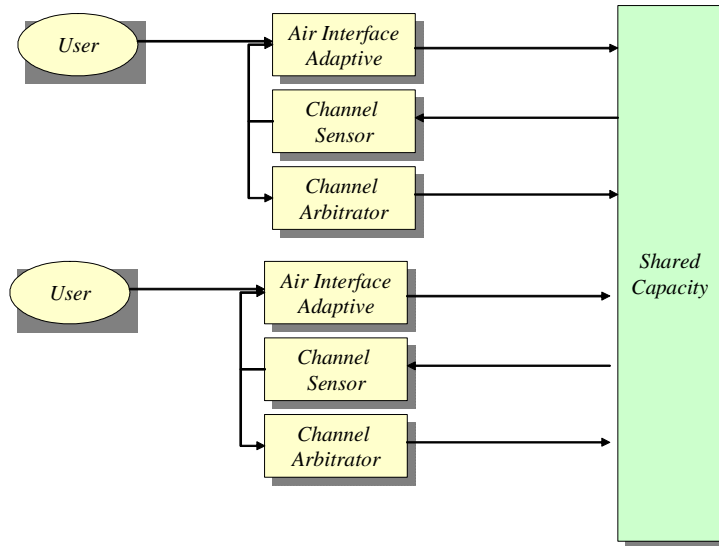 User
Air Interface
Adaptive
Channel
Sensor
Channel
Arbitrator
User
Air Interface
Adaptive
Channel
Sensor
Channel
Arbitrator
Shared
Capacity